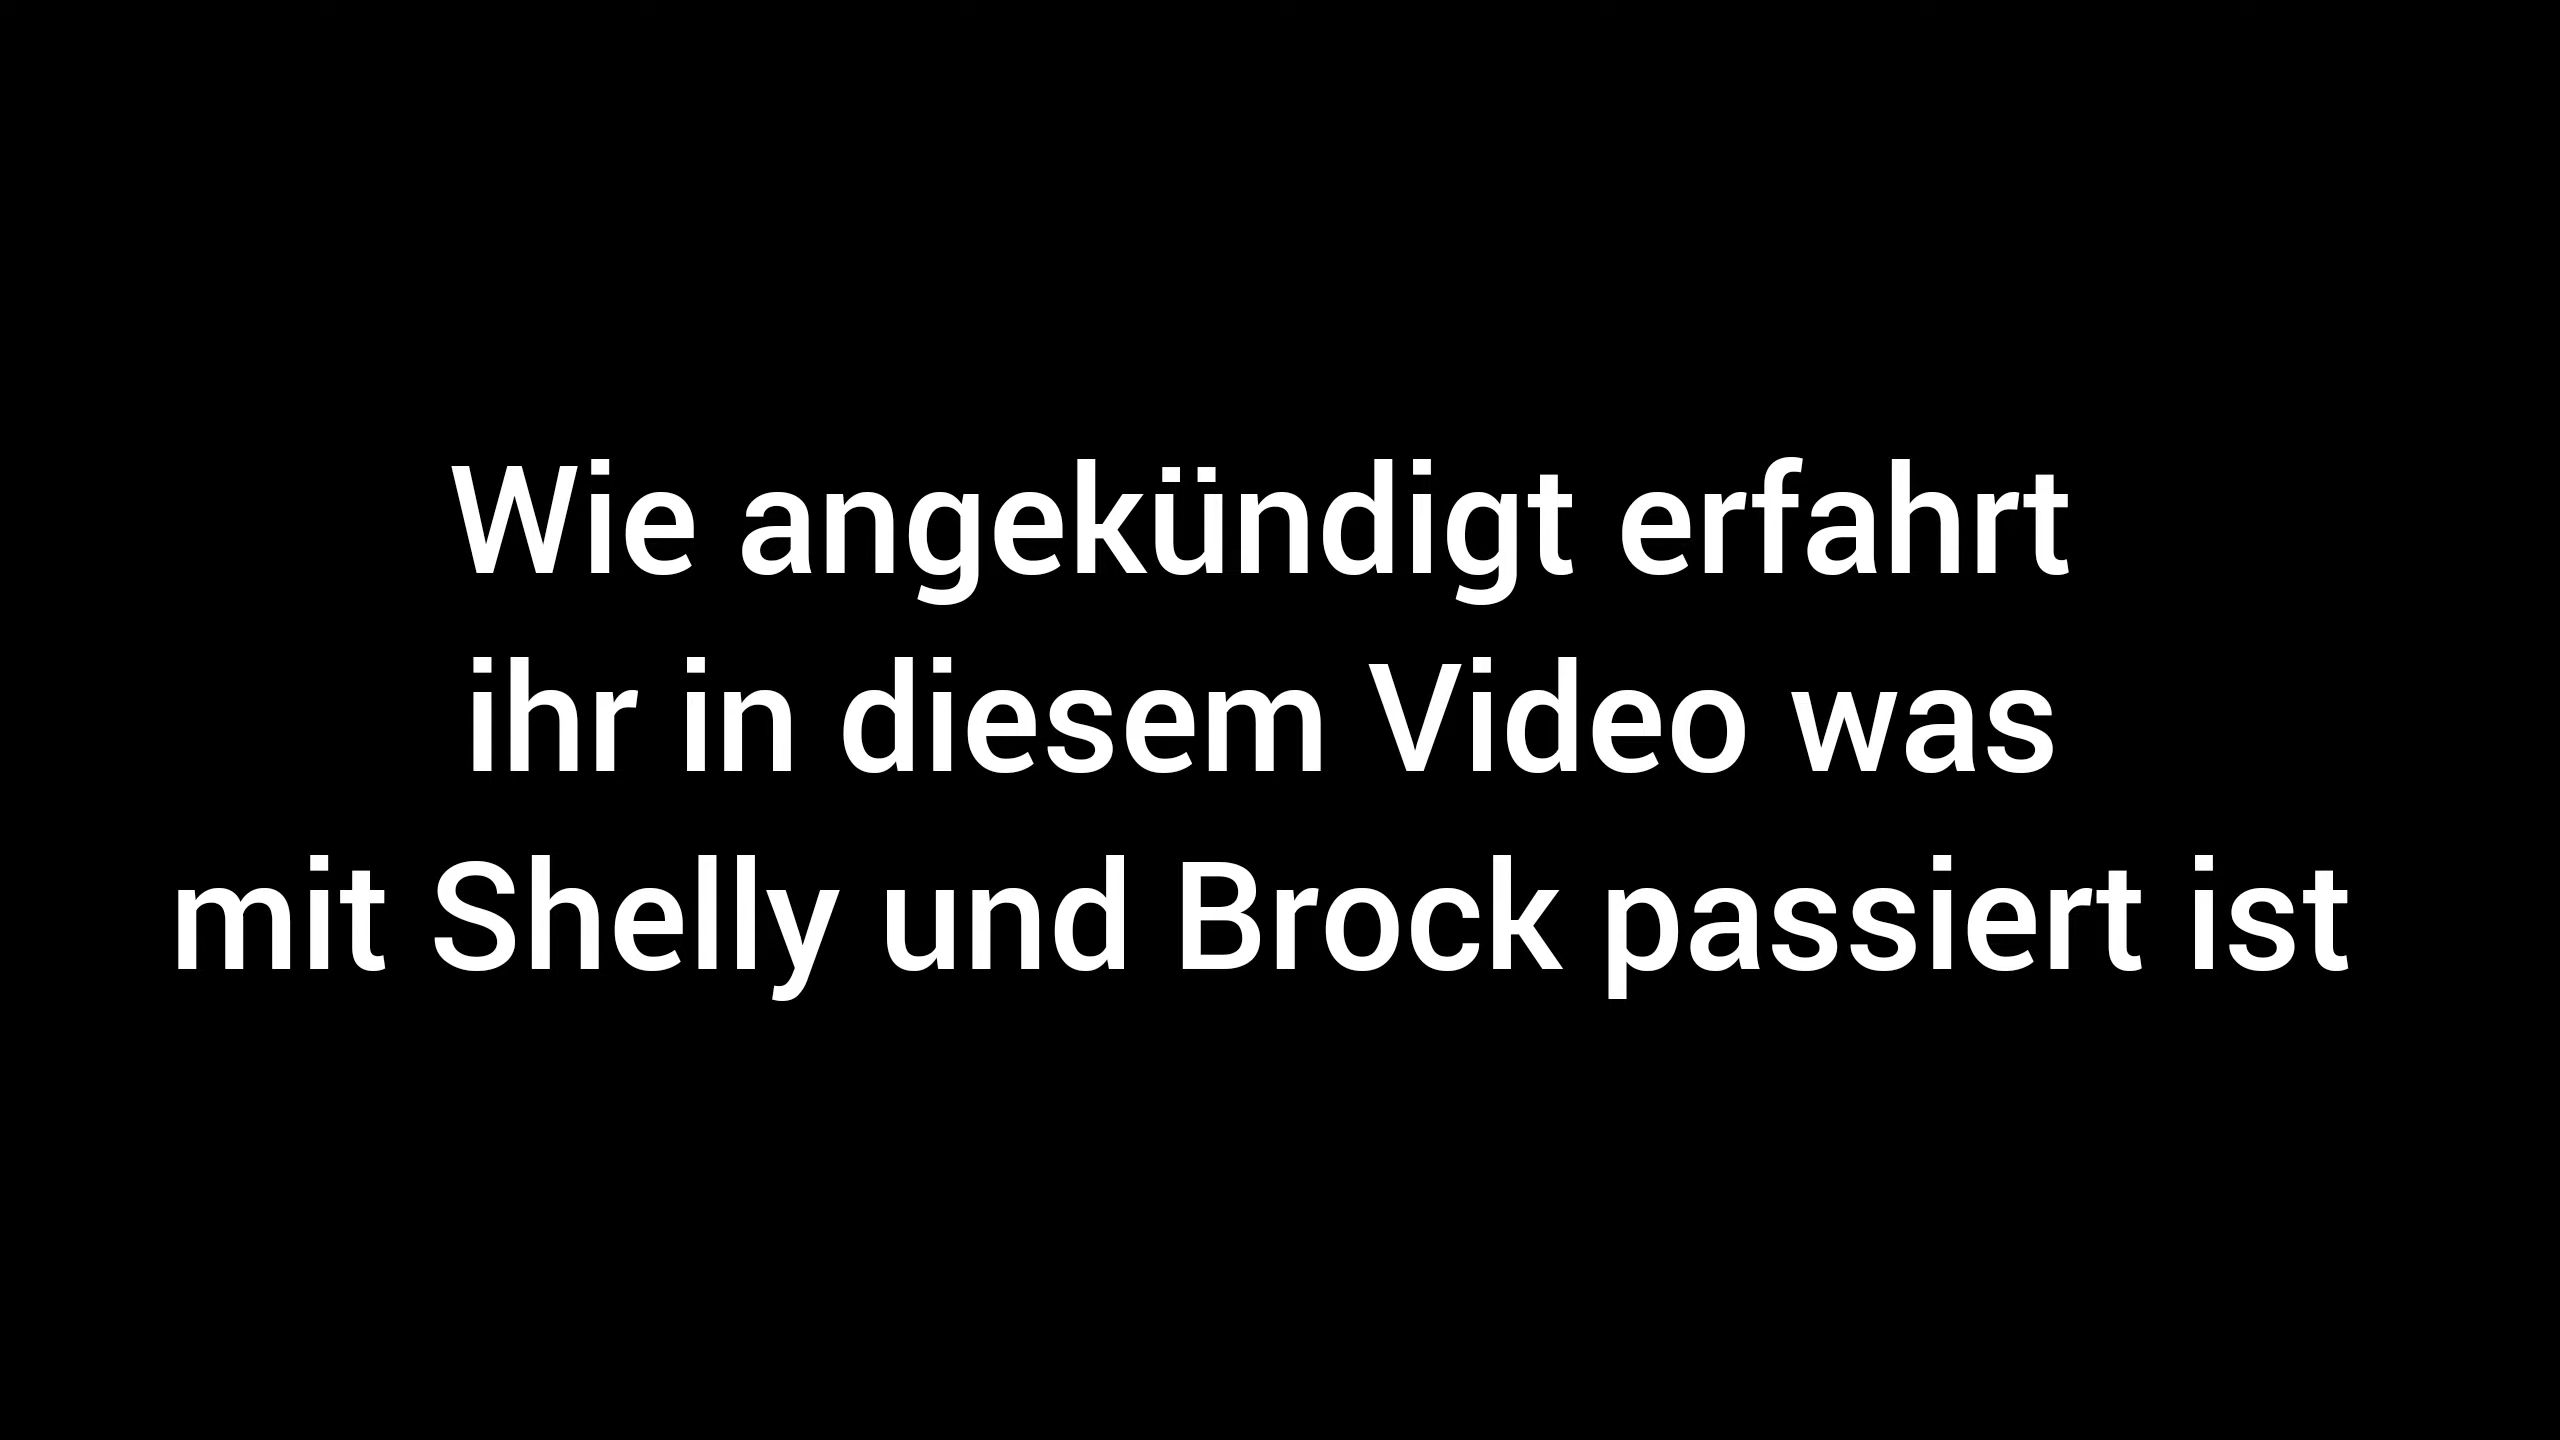 Wie angekündigt erfahrt
ihr in diesem Video was
mit Shelly und Brock passiert ist